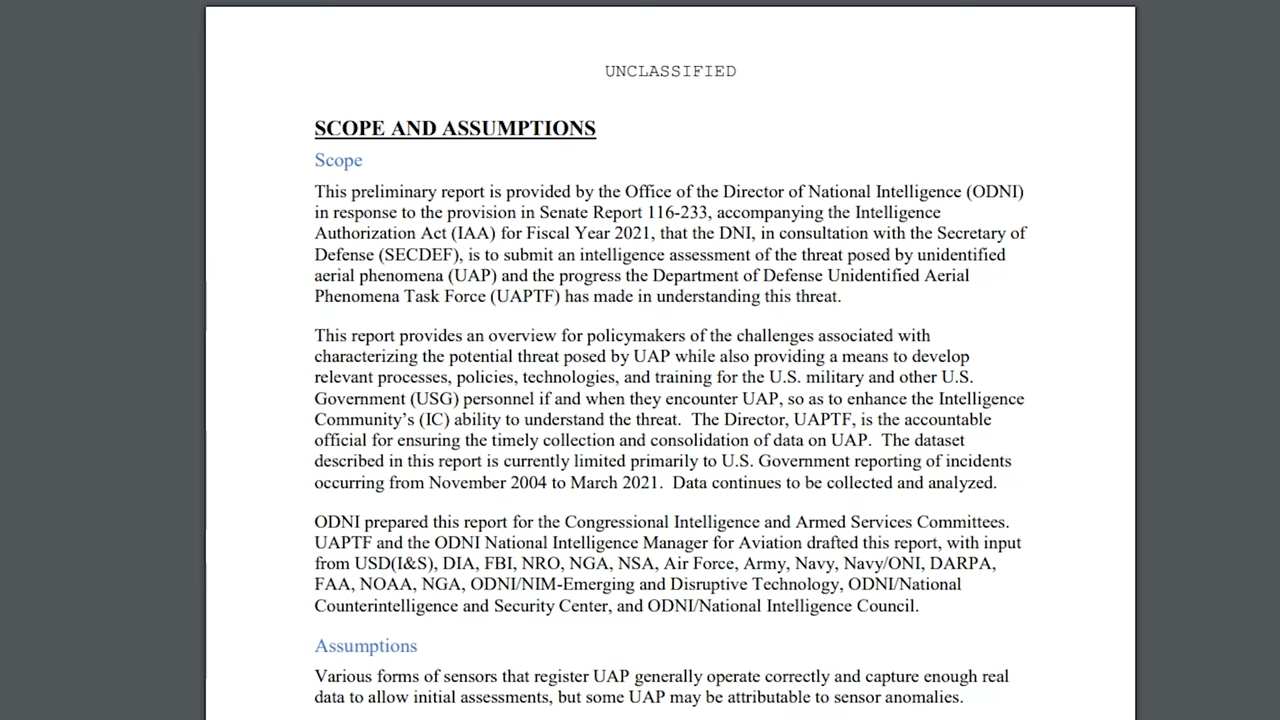 UNCLASSIFIED
SCOPE AND ASSUMPTIONS
Scope
This preliminary report is provided by the Office of the Director of National Intelligence (ODNI)
in response to the provision in Senate Report 116-233, accompanying the Intelligence
Authorization Act (IAA) for Fiscal Year 2021, that the DNI, in consultation with the Secretary of
Defense (SECDEF), is to submit an intelligence assessment of the threat posed by unidentified
aerial phenomena (UAP) and the progress the Department of Defense Unidentified Aerial
Phenomena Task Force (UAPTF) has made in understanding this threat.
This report provides an overview for policymakers of the challenges associated with
characterizing the potential threat posed by UAP while also providing a means to develop
relevant processes, policies, technologies, and training for the U.S. military and other U.S.
Government (USG) personnel if and when they encounter UAP, so as to enhance the Intelligence
Community’s (IC) ability to understand the threat.  The Director, UAPTF, is the accountable
official for ensuring the timely collection and consolidation of data on UAP.  The dataset
described in this report is currently limited primarily to U.S. Government reporting of incidents
occurring from November 2004 to March 2021.  Data continues to be collected and analyzed.
ODNI prepared this report for the Congressional Intelligence and Armed Services Committees.
UAPTF and the ODNI National Intelligence Manager for Aviation drafted this report, with input
from USD(I&S), DIA, FBI, NRO, NGA, NSA, Air Force, Army, Navy, Navy/ONI, DARPA,
FAA, NOAA, NGA, ODNI/NIM-Emerging and Disruptive Technology, ODNI/National
Counterintelligence and Security Center, and ODNI/National Intelligence Council.
Assumptions
Various forms of sensors that register UAP generally operate correctly and capture enough real
data to allow initial assessments, but some UAP may be attributable to sensor anomalies.